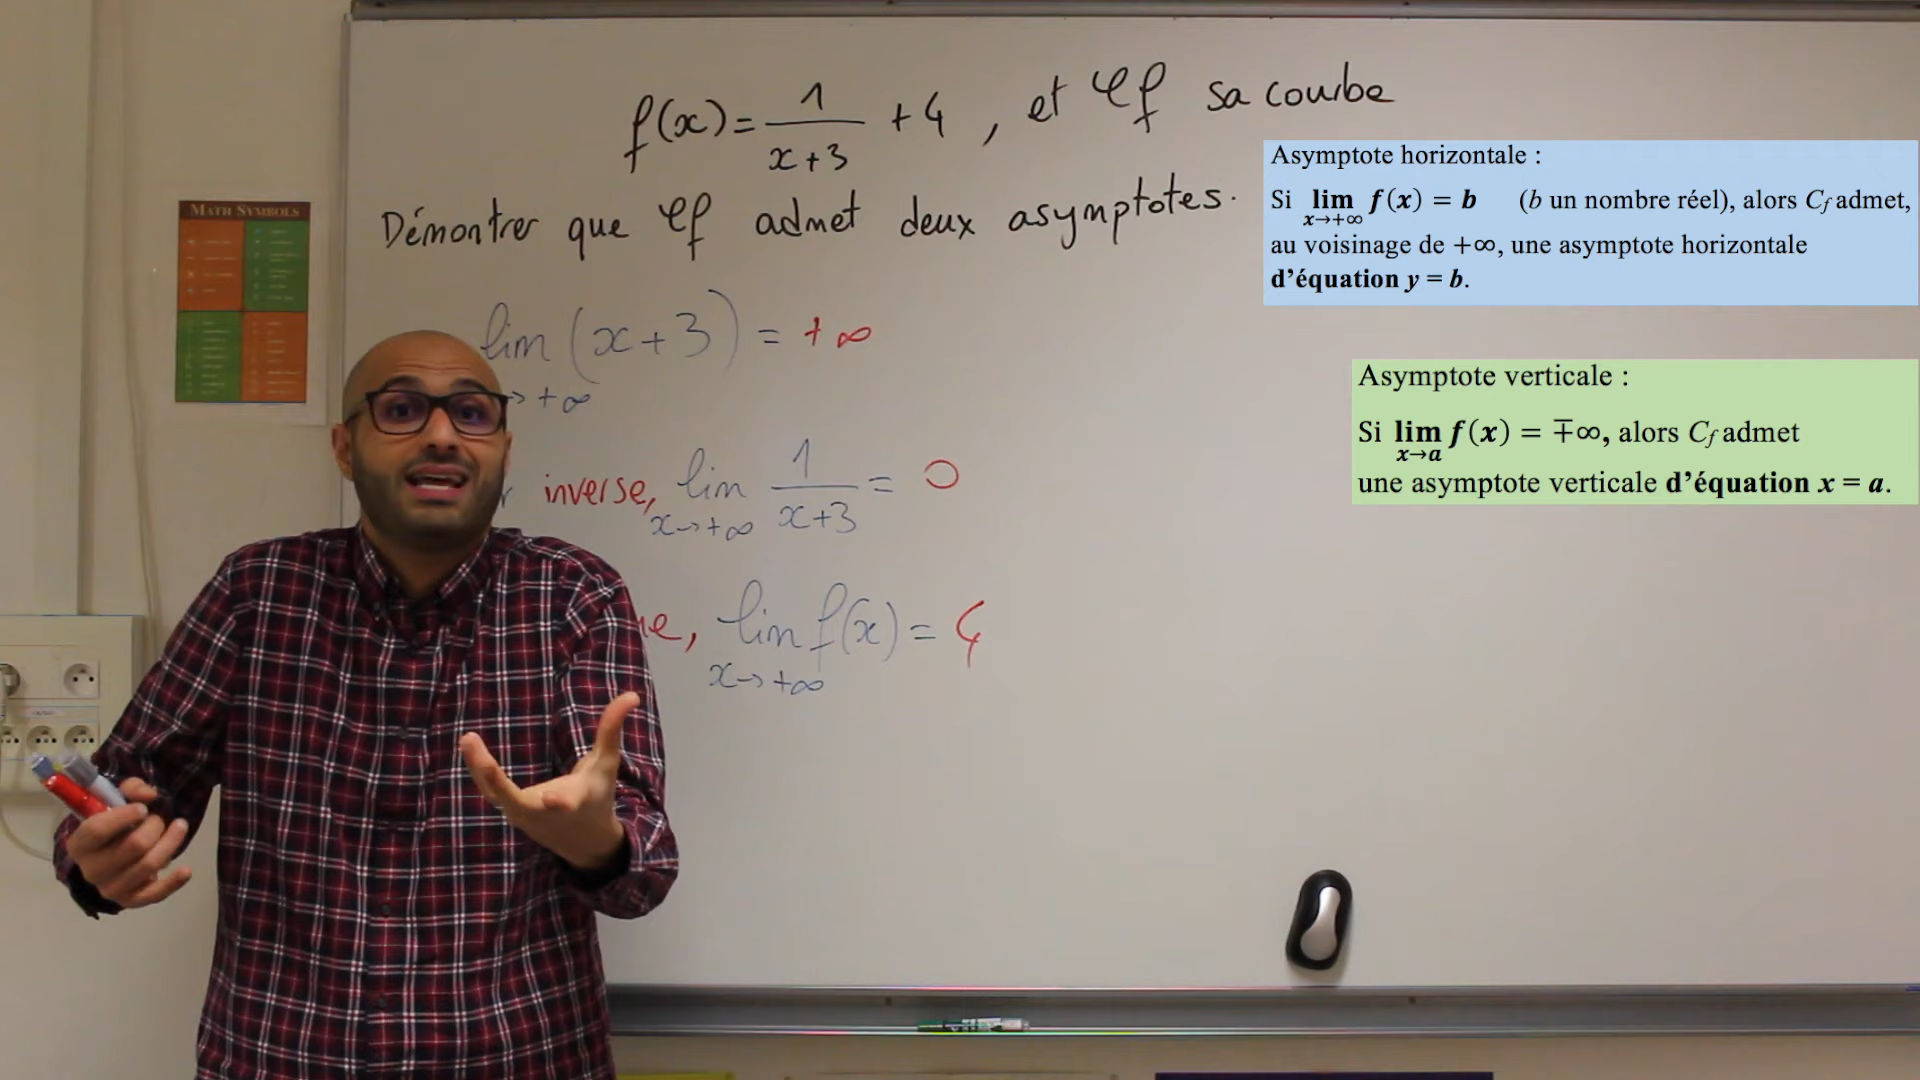 f(x) = 1/(x+3) + 4 , et 𝒞f sa courbe
Démontrer que 𝒞f admet deux asymptotes.
MATH SYMBOLS
lim (x+3) = +∞
→ +∞
inverse, lim 1/(x+3) = 0
x→+∞
lim f(x) = 4
x→+∞
Asymptote horizontale :
Si lim f(x) = b (b un nombre réel), alors Cf admet,
x→+∞
au voisinage de +∞, une asymptote horizontale
d’équation y = b.
Asymptote verticale :
Si lim f(x) = ∓∞, alors Cf admet
x→a
une asymptote verticale d’équation x = a.